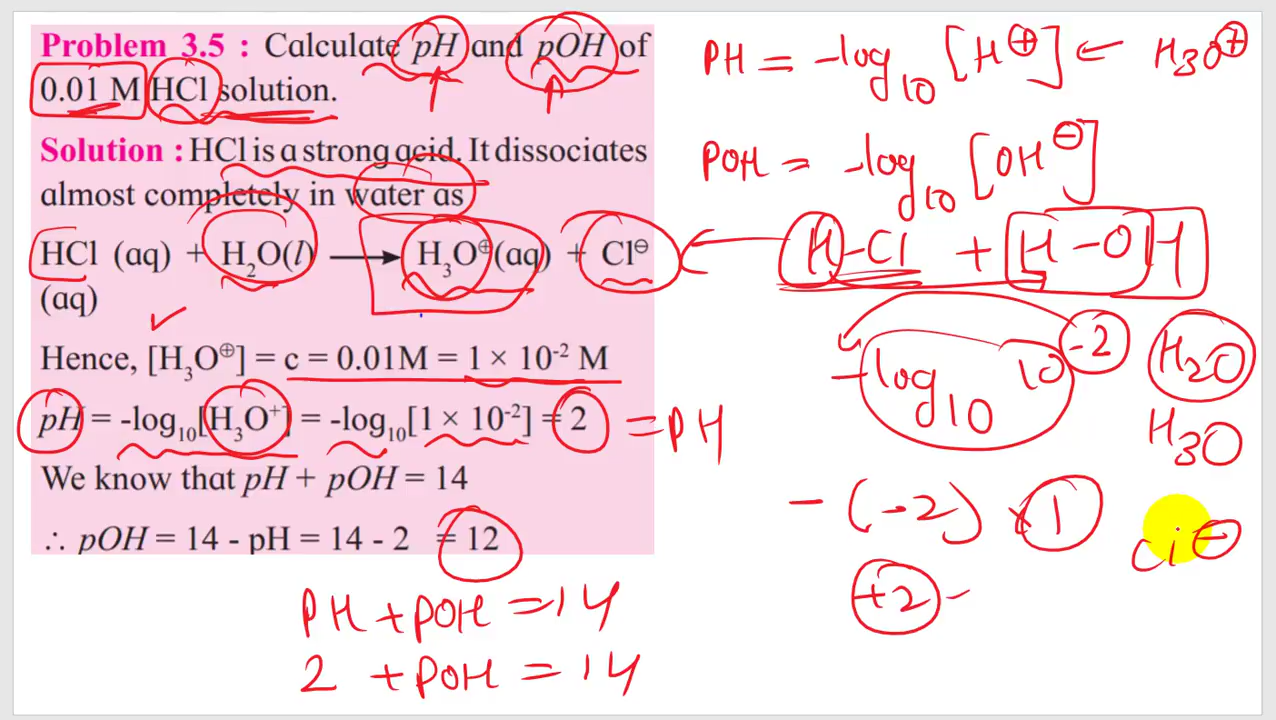 Problem 3.5 : Calculate pH and pOH of
0.01 M HCl solution.
Solution : HCl is a strong acid. It dissociates
almost completely in water as
HCl (aq) + H₂O(l) ⟶ H₃O⊕(aq) + Cl⊖
(aq)
Hence, [H₃O⊕] = c = 0.01M = 1 × 10⁻² M
pH = -log₁₀[H₃O⁺] = -log₁₀[1 × 10⁻²] = 2 = PH
We know that pH + pOH = 14
∴ pOH = 14 - pH = 14 - 2 = 12
PH + POH = 14
2 + POH = 14
PH = -log₁₀ [H⊕] ← H₃O⊕
POH = -log₁₀ [OH⊖]
H-Cl + H-OH
-log₁₀ 10⁻²
H₂O
H₃O
- (-2) × 1
Cl⊖
+2